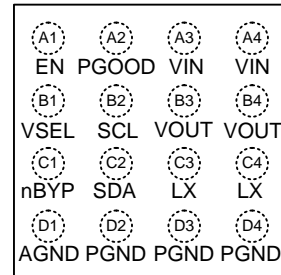 A1 A2 A3 A4
EN PGOOD VIN VIN
B1 B2 B3 B4
VSEL SCL VOUT VOUT
C1 C2 C3 C4
nBYP SDA LX LX
D1 D2 D3 D4
AGND PGND PGND PGND